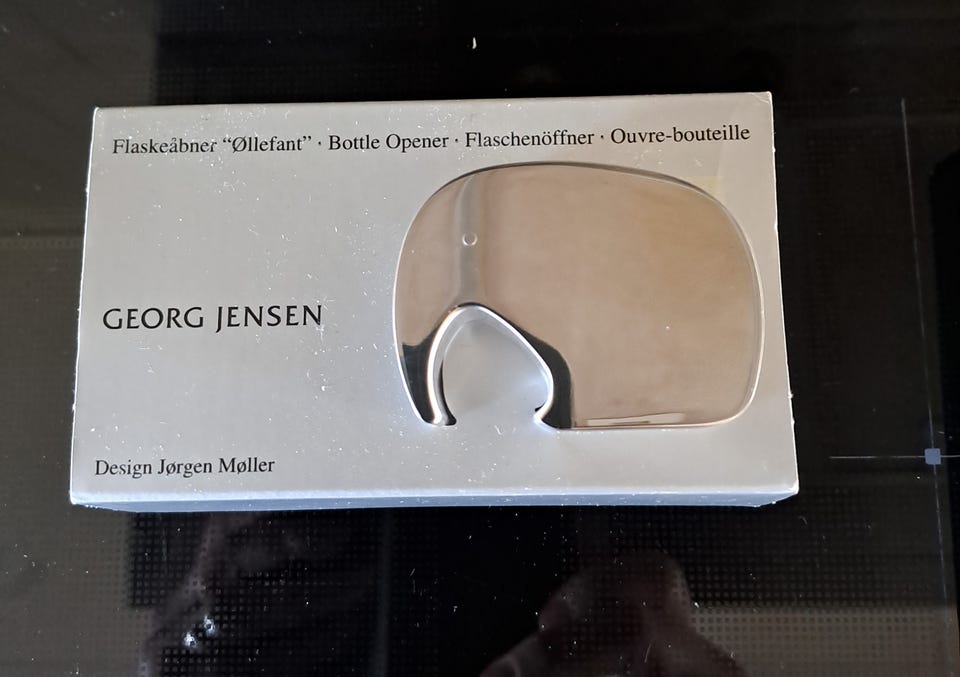 Flaskeåbner “Øllefant” · Bottle Opener · Flaschenöffner · Ouvre-bouteille
GEORG JENSEN
Design Jørgen Møller